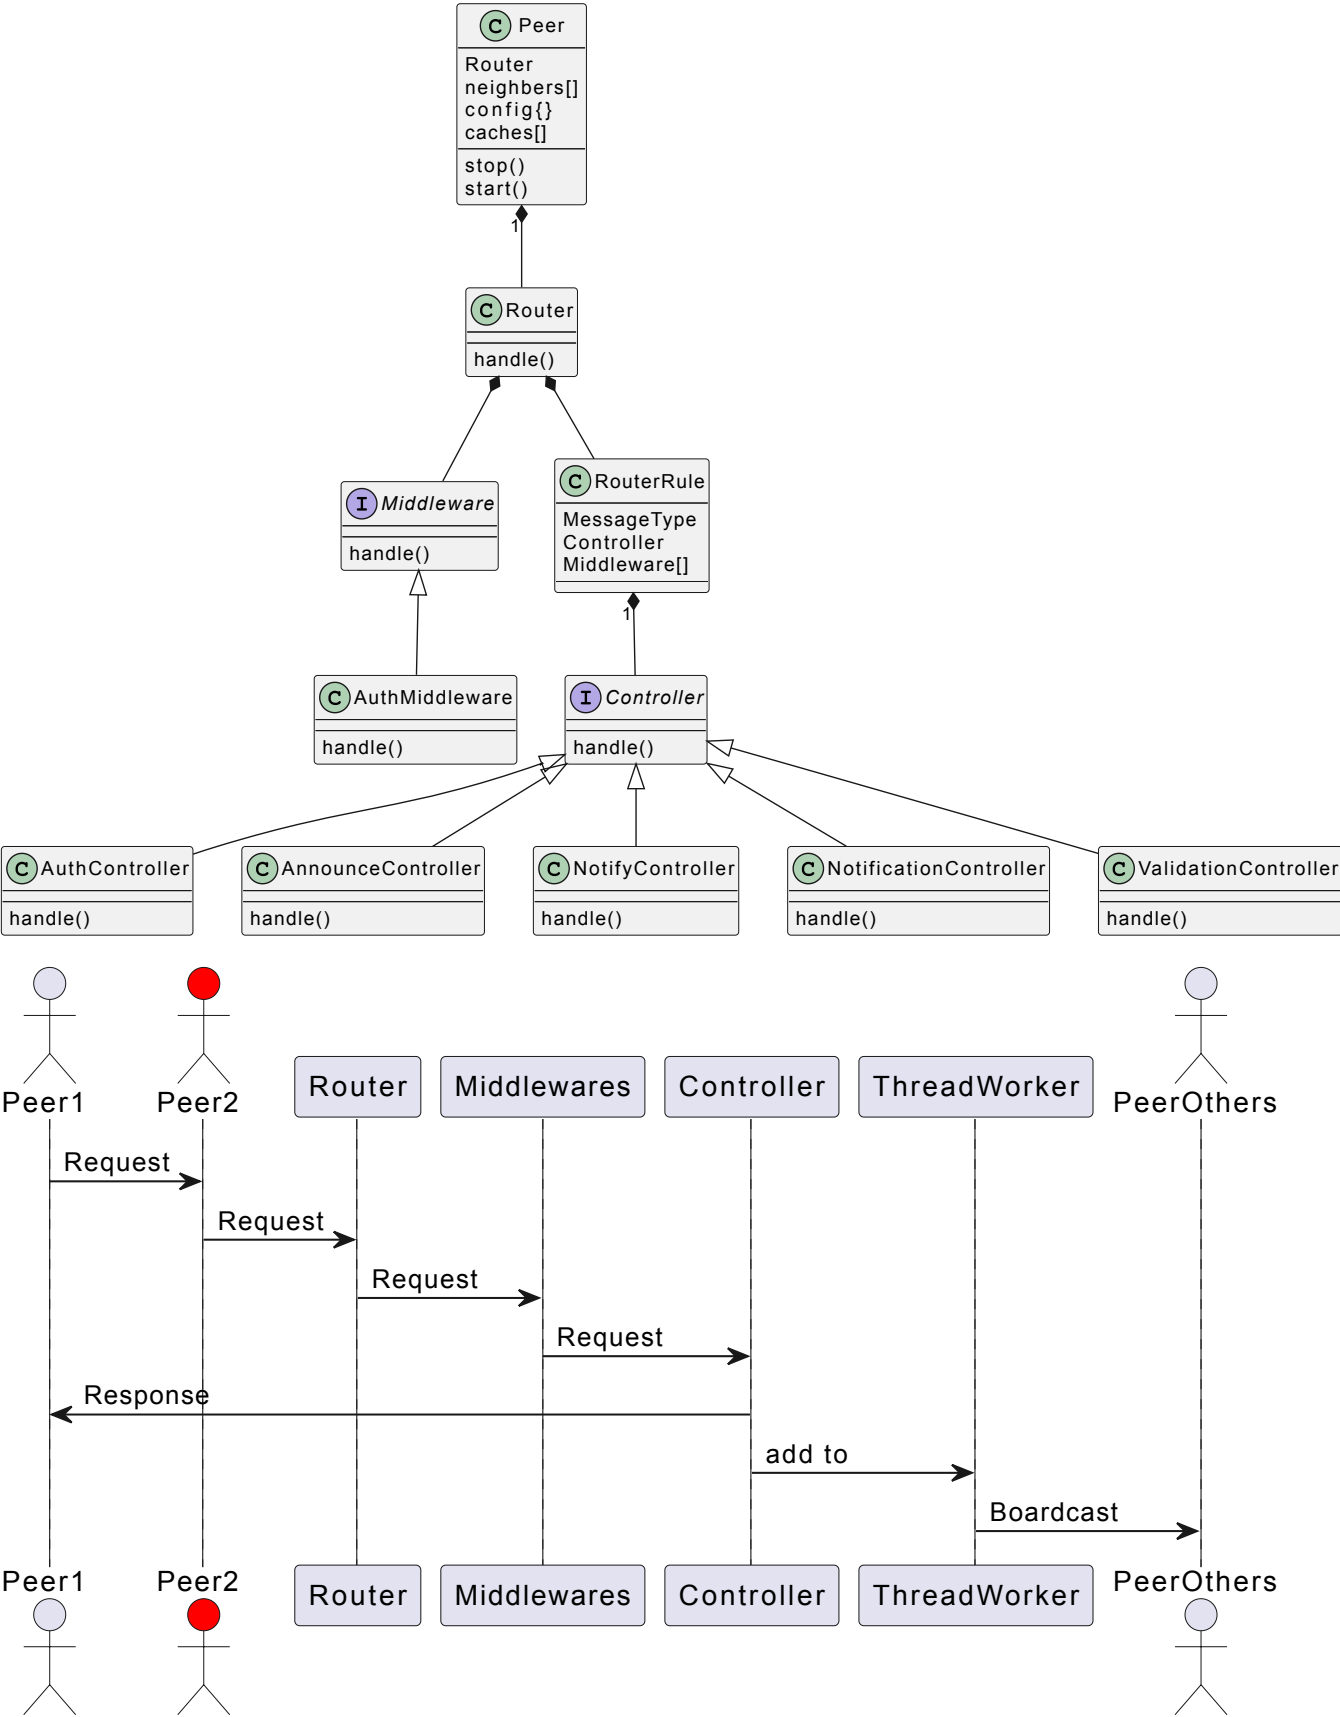 C Peer
Router
neighbers[]
config{}
caches[]
stop()
start()
1
C Router
handle()
I Middleware
handle()
C RouterRule
MessageType
Controller
Middleware[]
1
C AuthMiddleware
handle()
I Controller
handle()
C AuthController
handle()
C AnnounceController
handle()
C NotifyController
handle()
C NotificationController
handle()
C ValidationController
handle()
Peer1
Peer2
Router
Middlewares
Controller
ThreadWorker
PeerOthers
Request
Request
Request
Request
Response
add to
Boardcast
Peer1
Peer2
Router
Middlewares
Controller
ThreadWorker
PeerOthers